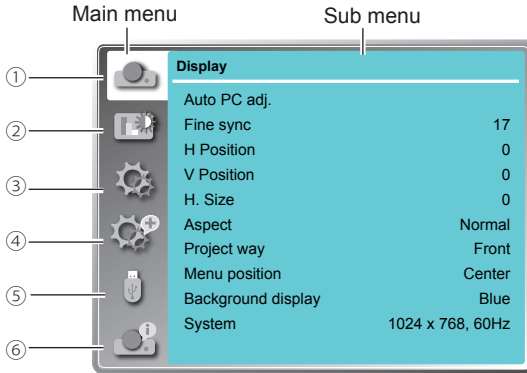 Main menu Sub menu
① Display
Auto PC adj.
② Fine sync 17
H Position 0
③ V Position 0
H. Size 0
④ Aspect Normal
Project way Front
Menu position Center
⑤ Background display Blue
System 1024 x 768, 60Hz
⑥